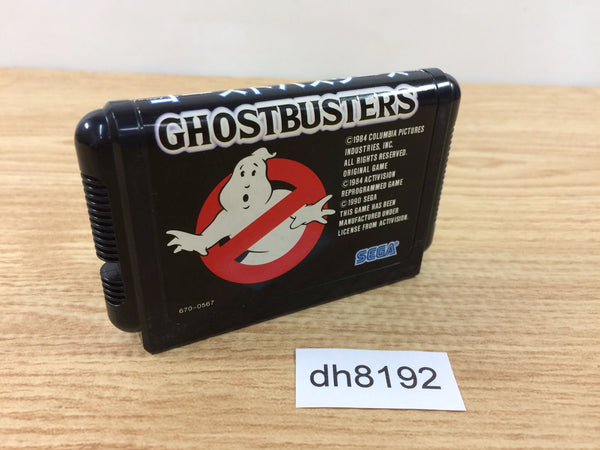 GHOSTBUSTERS
©1984 COLUMBIA PICTURES
INDUSTRIES, INC.
ALL RIGHTS RESERVED.
ORIGINAL GAME
©1984 ACTIVISION
REPROGRAMMED GAME
©1990 SEGA
THIS GAME HAS BEEN
MANUFACTURED UNDER
LICENSE FROM ACTIVISION.
SEGA
670-0567
dh8192